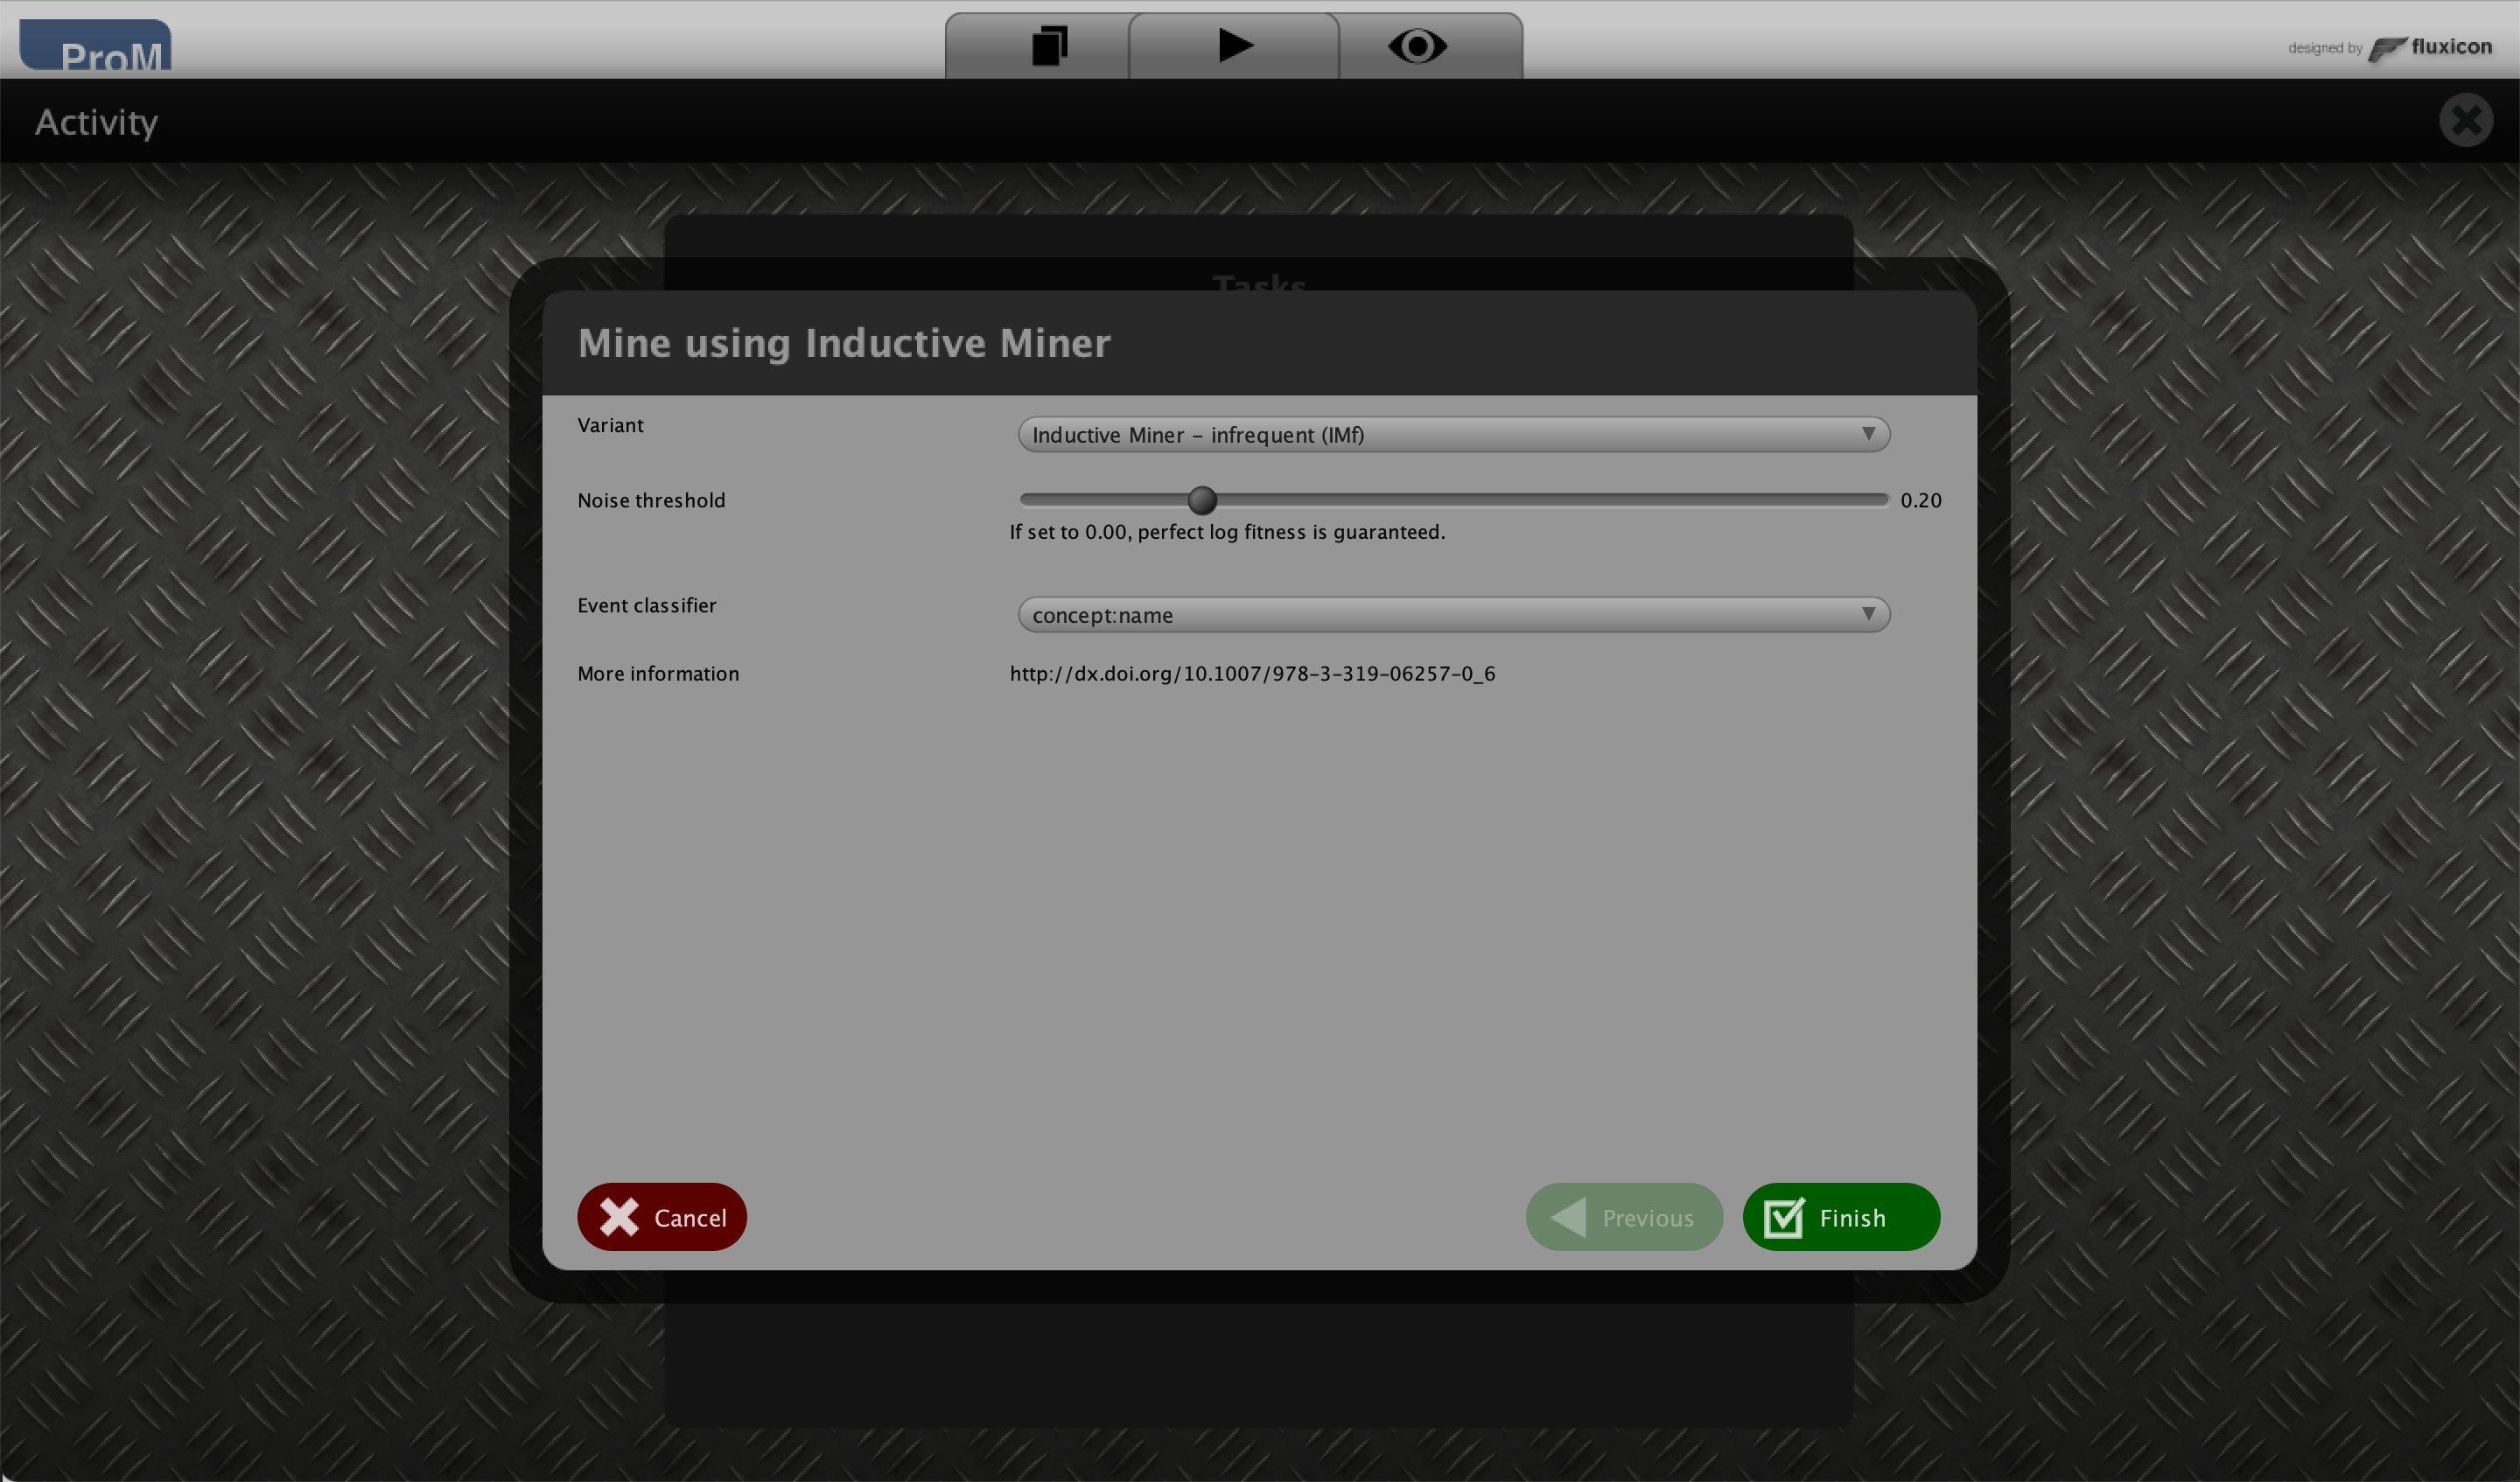 ProM
designed by fluxicon
Activity
Tasks
Mine using Inductive Miner
Variant
Inductive Miner – infrequent (IMf)
Noise threshold
0.20
If set to 0.00, perfect log fitness is guaranteed.
Event classifier
concept:name
More information
http://dx.doi.org/10.1007/978-3-319-06257-0_6
Cancel
Previous
Finish